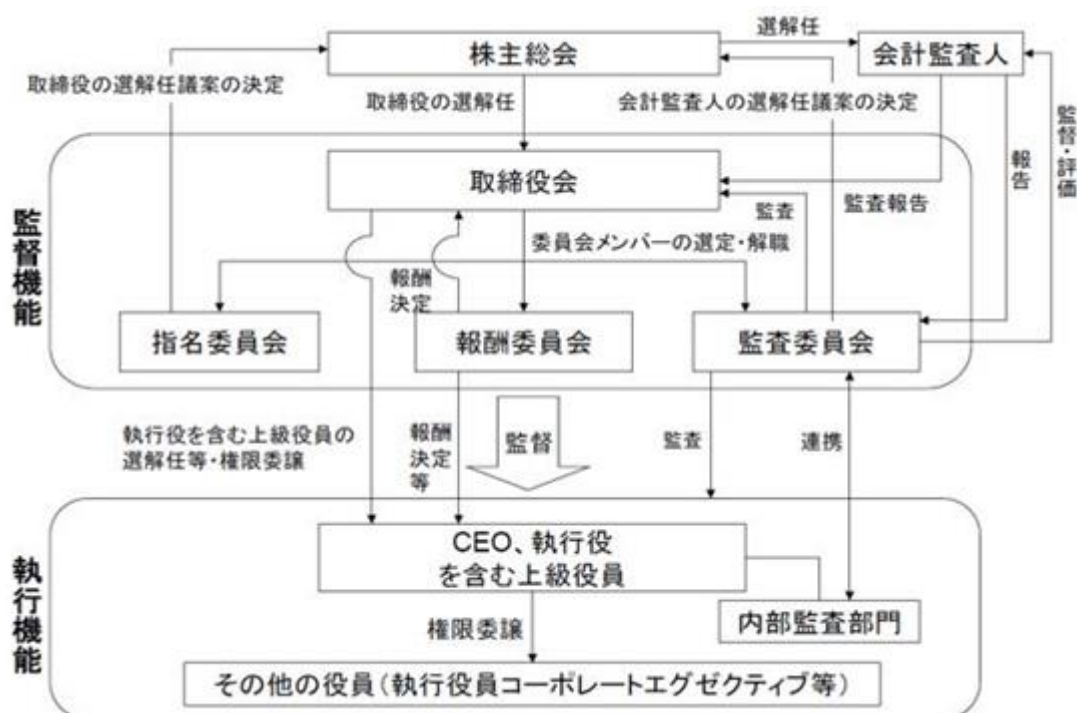 選解任
株主総会
会計監査人
取締役の選解任議案の決定
取締役の選解任
会計監査人の選解任議案の決定
監督・評価
報告
取締役会
監査
監査報告
監督機能
委員会メンバーの選定・解職
報酬
決定
指名委員会
報酬委員会
監査委員会
執行役を含む上級役員の
選解任等・権限委譲
報酬
決定
等
監督
監査
連携
CEO、執行役
を含む上級役員
執行機能
内部監査部門
権限委譲
その他の役員(執行役員コーポレートエグゼクティブ等)